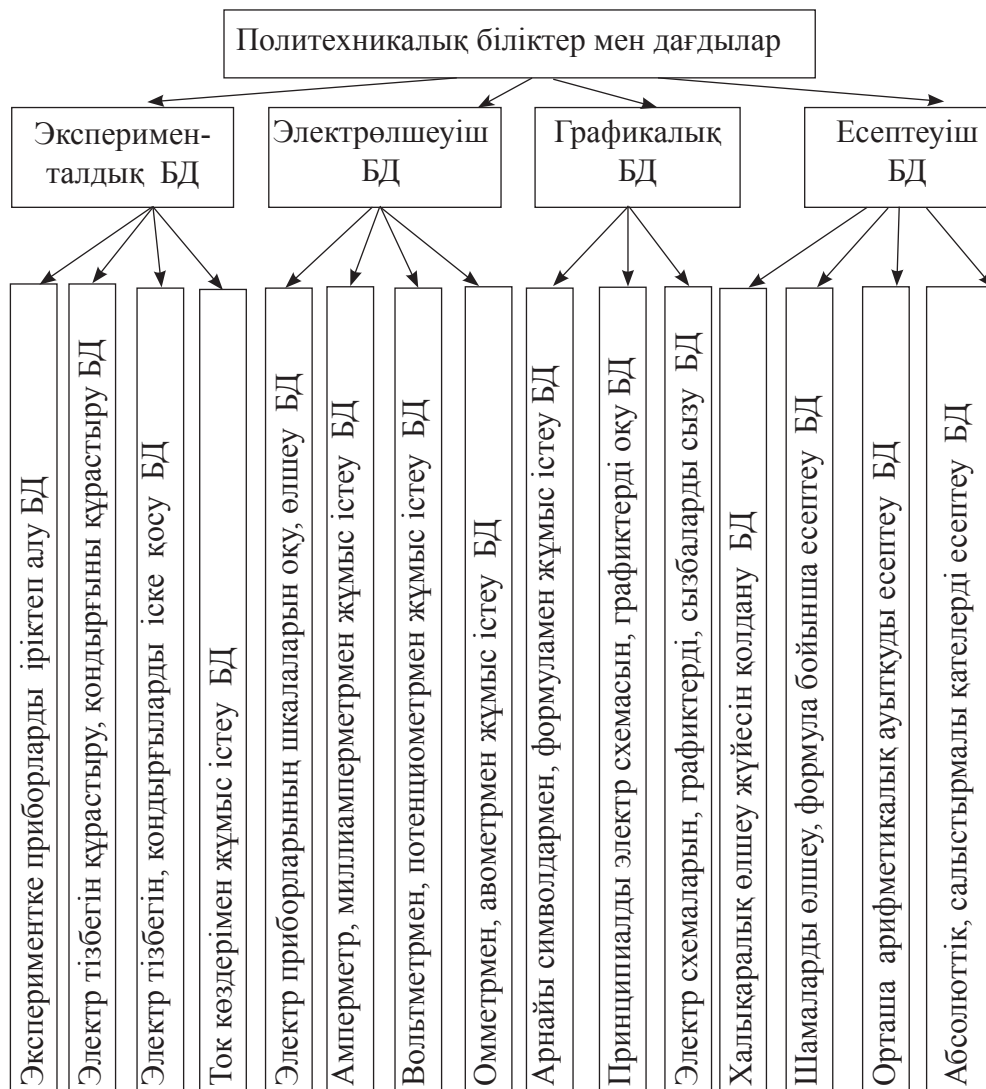 Политехникалық біліктер мен дағдылар
Эксперимен-
талдық БД
Электрөлшеуіш
БД
Графикалық
БД
Есептеуіш
БД
Экспериментке приборларды іріктеп алу БД
Электр тізбегін құрастыру, қондырғыны құрастыру БД
Электр тізбегін, кондырғыларды іске қосу БД
Ток көздерімен жұмыс істеу БД
Электр приборларының шкалаларын оқу, өлшеу БД
Амперметр, миллиамперметрмен жұмыс істеу БД
Вольтметрмен, потенциометрмен жұмыс істеу БД
Омметрмен, авометрмен жұмыс істеу БД
Арнайы символдармен, формуламен жұмыс істеу БД
Принципиалды электр схемасын, графиктерді оқу БД
Электр схемаларын, графиктерді, сызбаларды сызу БД
Халықаралық өлшеу жүйесін қолдану БД
Шамаларды өлшеу, формула бойынша есептеу БД
Орташа арифметикалық ауытқуды есептеу БД
Абсолюттік, салыстырмалы қателерді есептеу БД